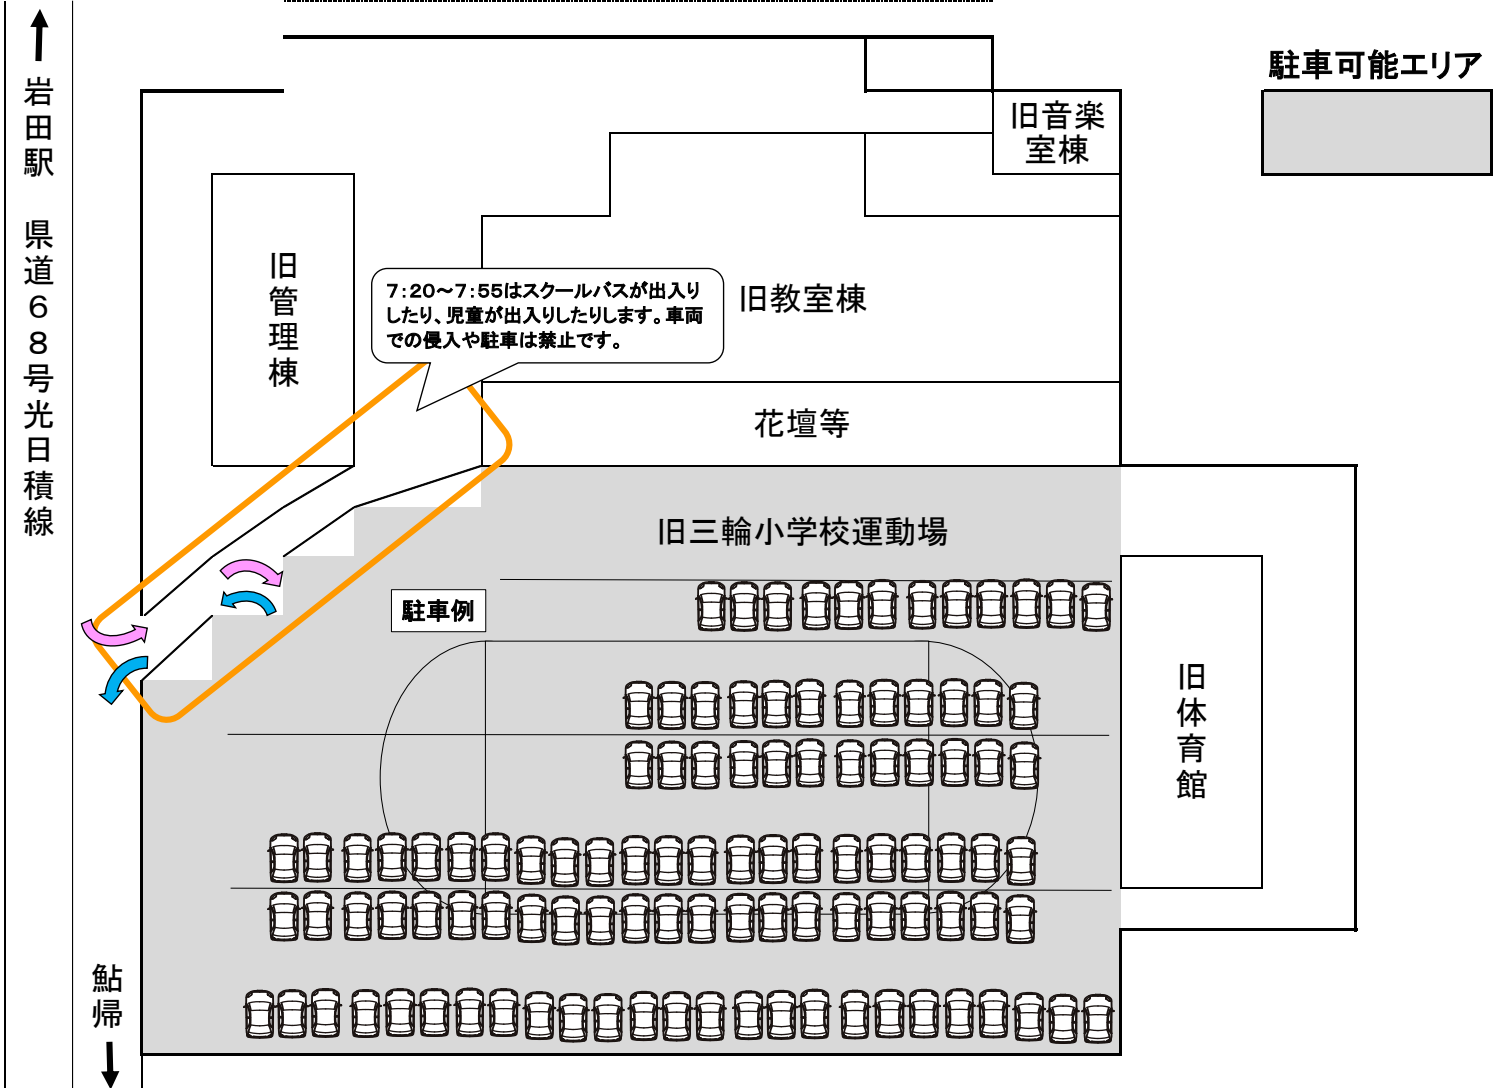 岩田駅　県道６８号光日積線
駐車可能エリア
旧音楽
室棟
旧管理棟
7：20～7：55はスクールバスが出入り
したり、児童が出入りしたりします。車両
での侵入や駐車は禁止です。
旧教室棟
花壇等
旧三輪小学校運動場
駐車例
旧体育館
鮎帰